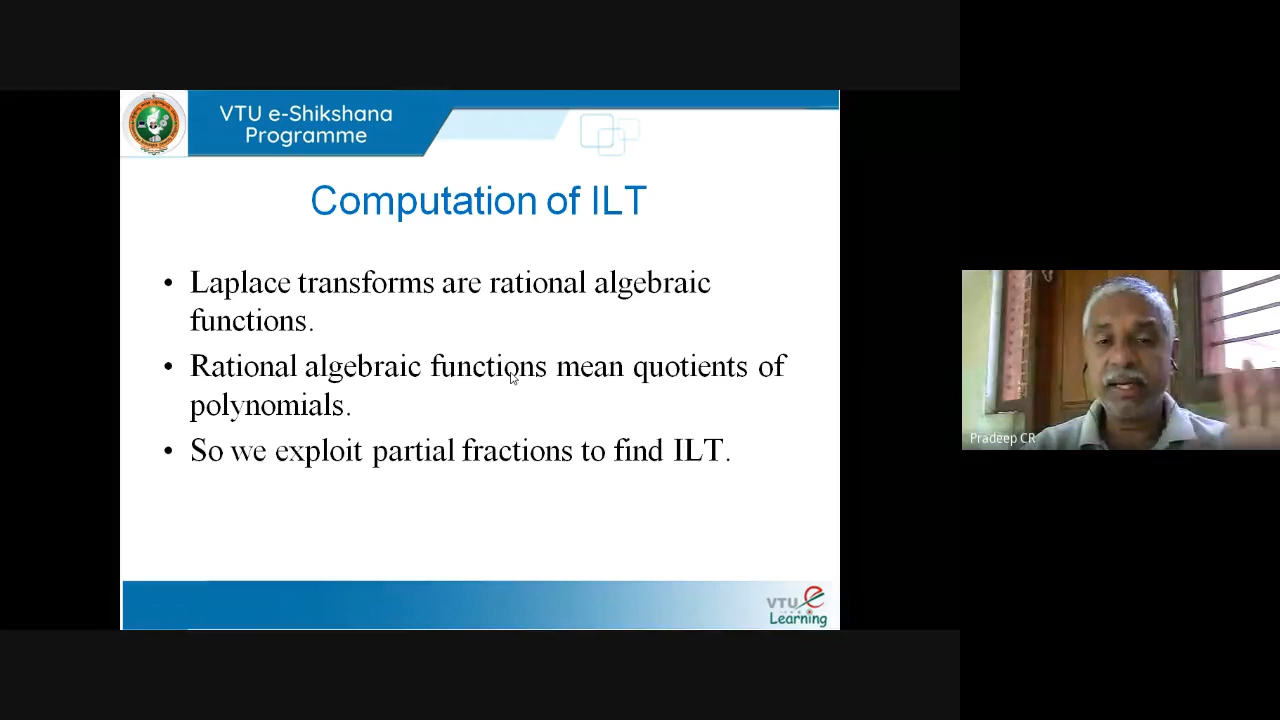 VTU e-Shikshana
Programme
Computation of ILT
• Laplace transforms are rational algebraic
functions.
• Rational algebraic functions mean quotients of
polynomials.
• So we exploit partial fractions to find ILT.
VTU e
Learning
Pradeep CR